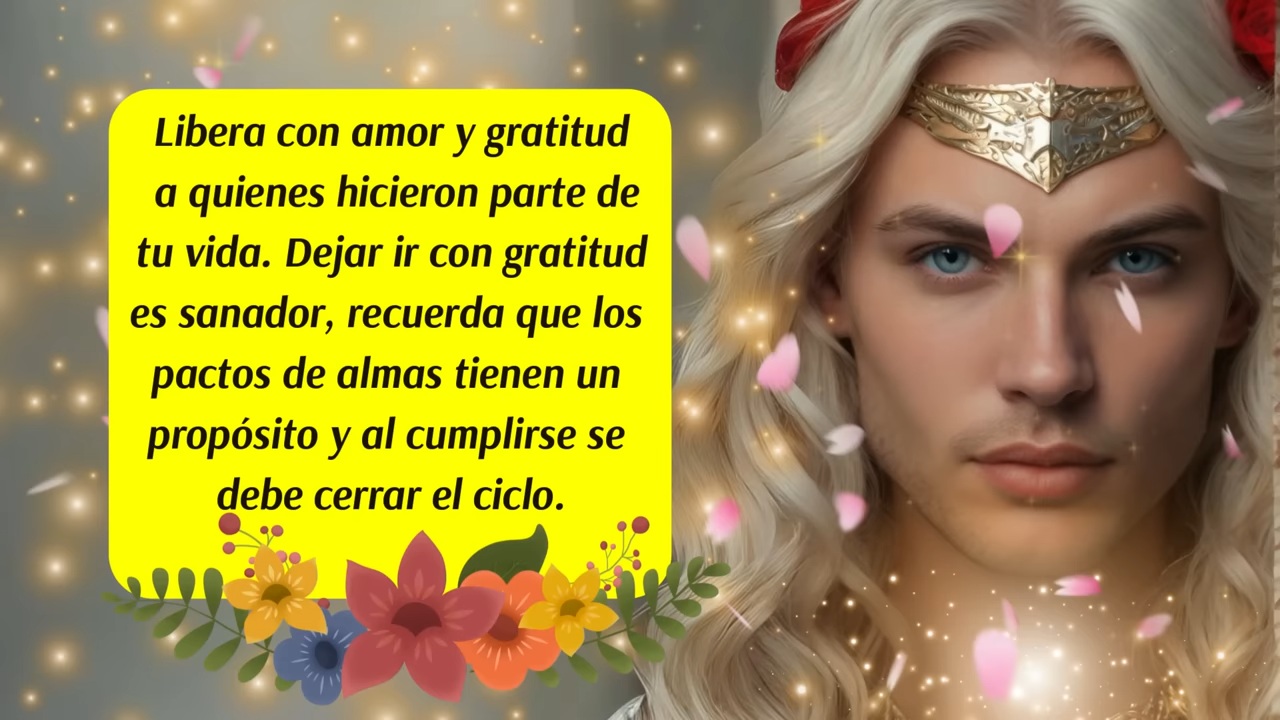 Libera con amor y gratitud
a quienes hicieron parte de
tu vida. Dejar ir con gratitud
es sanador, recuerda que los
pactos de almas tienen un
propósito y al cumplirse se
debe cerrar el ciclo.